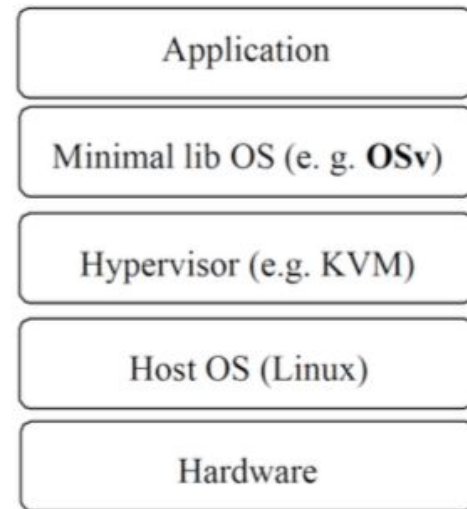 Application
Minimal lib OS (e. g. OSv)
Hypervisor (e.g. KVM)
Host OS (Linux)
Hardware